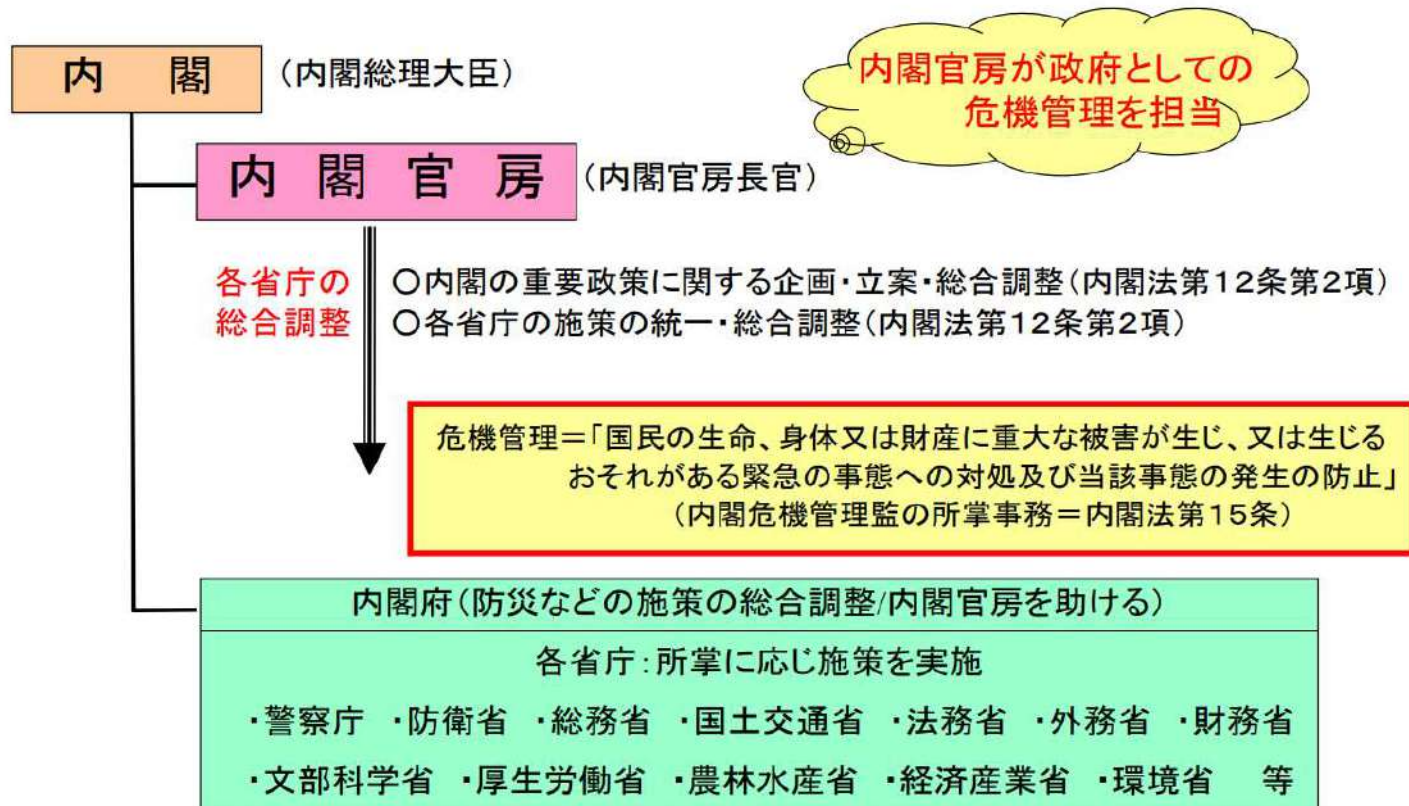 内閣 (内閣総理大臣)
内閣官房が政府としての
危機管理を担当
内閣官房 (内閣官房長官)
各省庁の
総合調整
○内閣の重要政策に関する企画・立案・総合調整(内閣法第12条第2項)
○各省庁の施策の統一・総合調整(内閣法第12条第2項)
危機管理=「国民の生命、身体又は財産に重大な被害が生じ、又は生じる
おそれがある緊急の事態への対処及び当該事態の発生の防止」
(内閣危機管理監の所掌事務=内閣法第15条)
内閣府(防災などの施策の総合調整/内閣官房を助ける)
各省庁:所掌に応じ施策を実施
・警察庁 ・防衛省 ・総務省 ・国土交通省 ・法務省 ・外務省 ・財務省
・文部科学省 ・厚生労働省 ・農林水産省 ・経済産業省 ・環境省 等